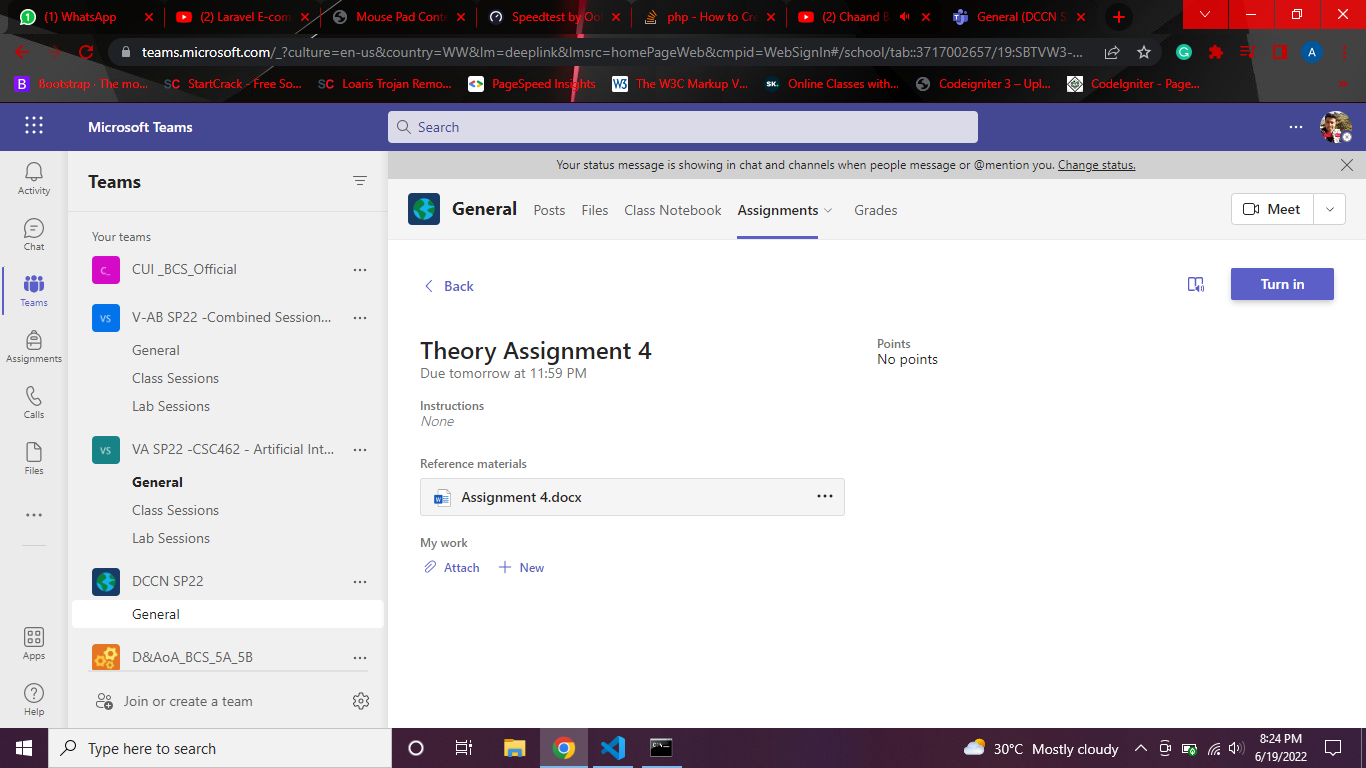 (1) WhatsApp
(2) Laravel E-com
Mouse Pad Cont
Speedtest by Oo
php - How to Cre
(2) Chaand B
General (DCCN S
teams.microsoft.com/_?culture=en-us&country=WW&lm=deeplink&lmsrc=homePageWeb&cmpid=WebSignIn#/school/tab::3717002657/19:SBTVW3-...
A
B Bootstrap · The mo...
SC StartCrack - Free So...
SC Loaris Trojan Remo...
PageSpeed Insights
W3 The W3C Markup V...
SK. Online Classes with...
Codeigniter 3 – Upl...
CodeIgniter - Page...
Microsoft Teams
Search
Your status message is showing in chat and channels when people message or @mention you. Change status.
Activity
Chat
Teams
Assignments
Calls
Files
Apps
Help
Teams
Your teams
C_ CUI _BCS_Official
VS V-AB SP22 -Combined Session...
General
Class Sessions
Lab Sessions
VS VA SP22 -CSC462 - Artificial Int...
General
Class Sessions
Lab Sessions
DCCN SP22
General
D&AoA_BCS_5A_5B
Join or create a team
General
Posts
Files
Class Notebook
Assignments
Grades
Meet
Back
Turn in
Theory Assignment 4
Due tomorrow at 11:59 PM
Points
No points
Instructions
None
Reference materials
Assignment 4.docx
My work
Attach
New
Type here to search
30°C Mostly cloudy
8:24 PM
6/19/2022